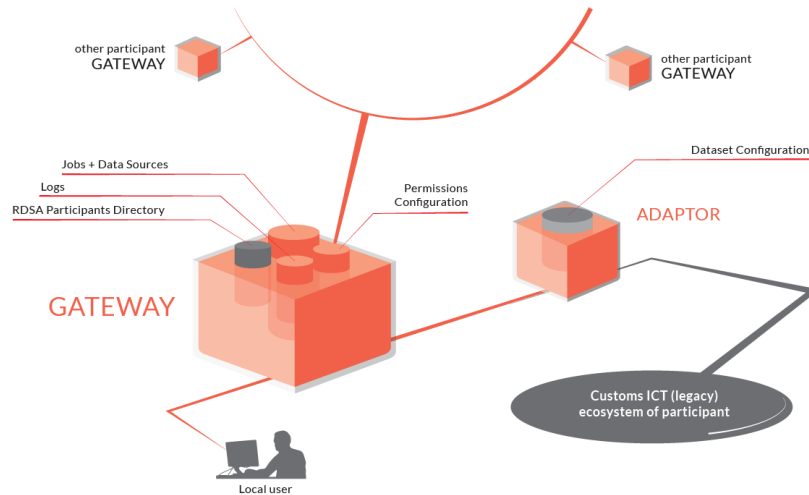 other participant
GATEWAY
other participant
GATEWAY
Jobs + Data Sources
Logs
RDSA Participants Directory
Permissions
Configuration
Dataset Configuration
ADAPTOR
GATEWAY
Customs ICT (legacy)
ecosystem of participant
Local user